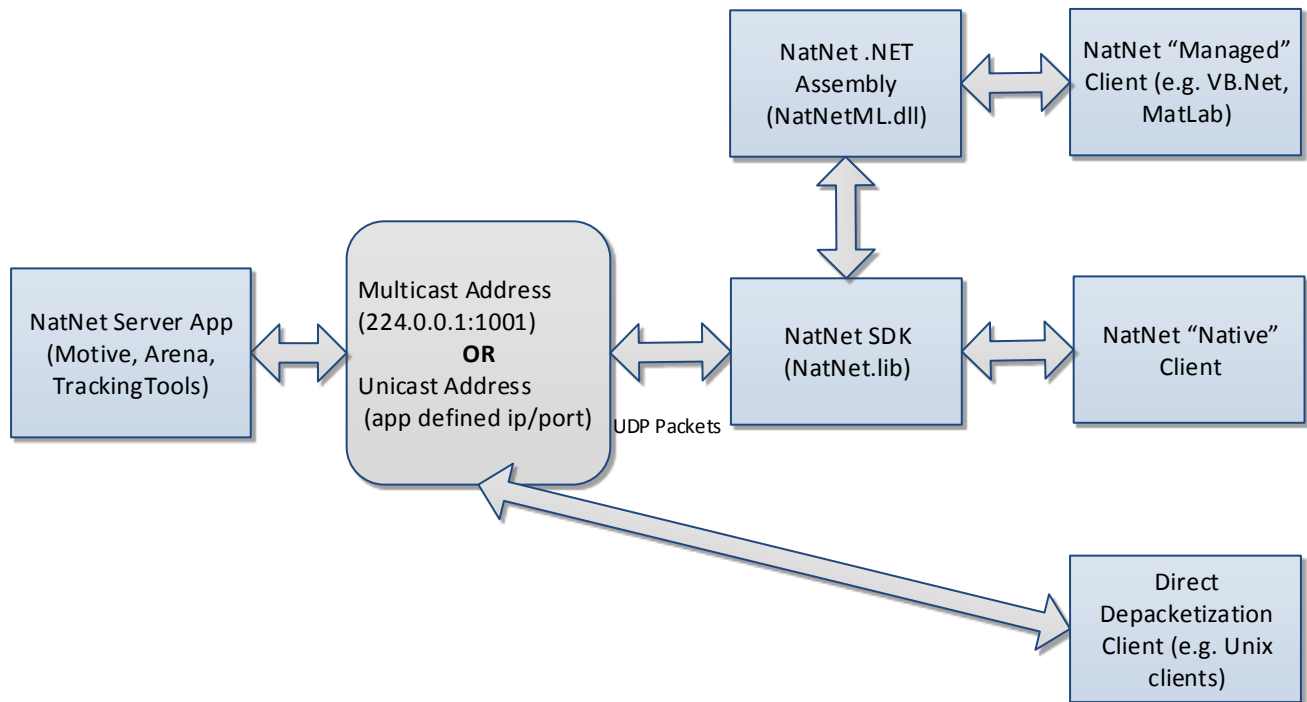 NatNet .NET
Assembly
(NatNetML.dll)
NatNet “Managed”
Client (e.g. VB.Net,
MatLab)
NatNet Server App
(Motive, Arena,
TrackingTools)
Multicast Address
(224.0.0.1:1001)
OR
Unicast Address
(app defined ip/port)
UDP Packets
NatNet SDK
(NatNet.lib)
NatNet “Native”
Client
Direct
Depacketization
Client (e.g. Unix
clients)